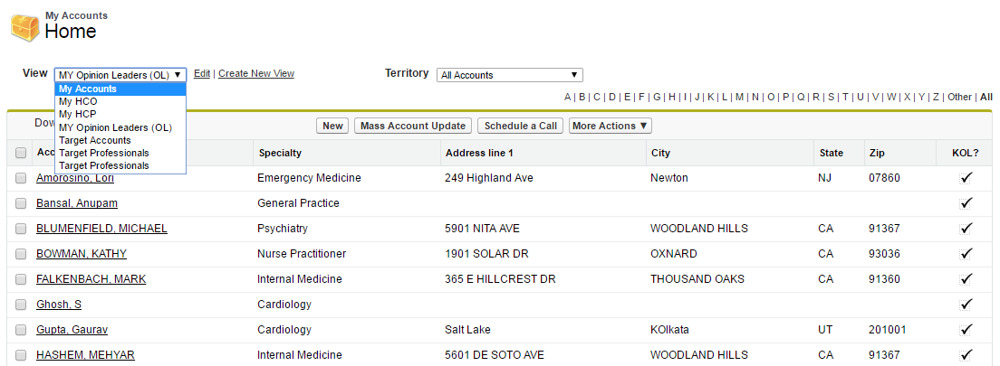 My Accounts
Home
View MY Opinion Leaders (OL) ▼ Edit | Create New View Territory All Accounts ▼
My Accounts
My HCO
My HCP
MY Opinion Leaders (OL)
Target Accounts
Target Professionals
Target Professionals
A | B | C | D | E | F | G | H | I | J | K | L | M | N | O | P | Q | R | S | T | U | V | W | X | Y | Z | Other | All
New Mass Account Update Schedule a Call More Actions ▼
Specialty Address line 1 City State Zip KOL?
Amorosino, Lori Emergency Medicine 249 Highland Ave Newton NJ 07860 ✓
Bansal, Anupam General Practice ✓
BLUMENFIELD, MICHAEL Psychiatry 5901 NITA AVE WOODLAND HILLS CA 91367 ✓
BOWMAN, KATHY Nurse Practitioner 1901 SOLAR DR OXNARD CA 93036 ✓
FALKENBACH, MARK Internal Medicine 365 E HILLCREST DR THOUSAND OAKS CA 91360 ✓
Ghosh, S Cardiology ✓
Gupta, Gaurav Cardiology Salt Lake KOlkata UT 201001 ✓
HASHEM, MEHYAR Internal Medicine 5601 DE SOTO AVE WOODLAND HILLS CA 91367 ✓